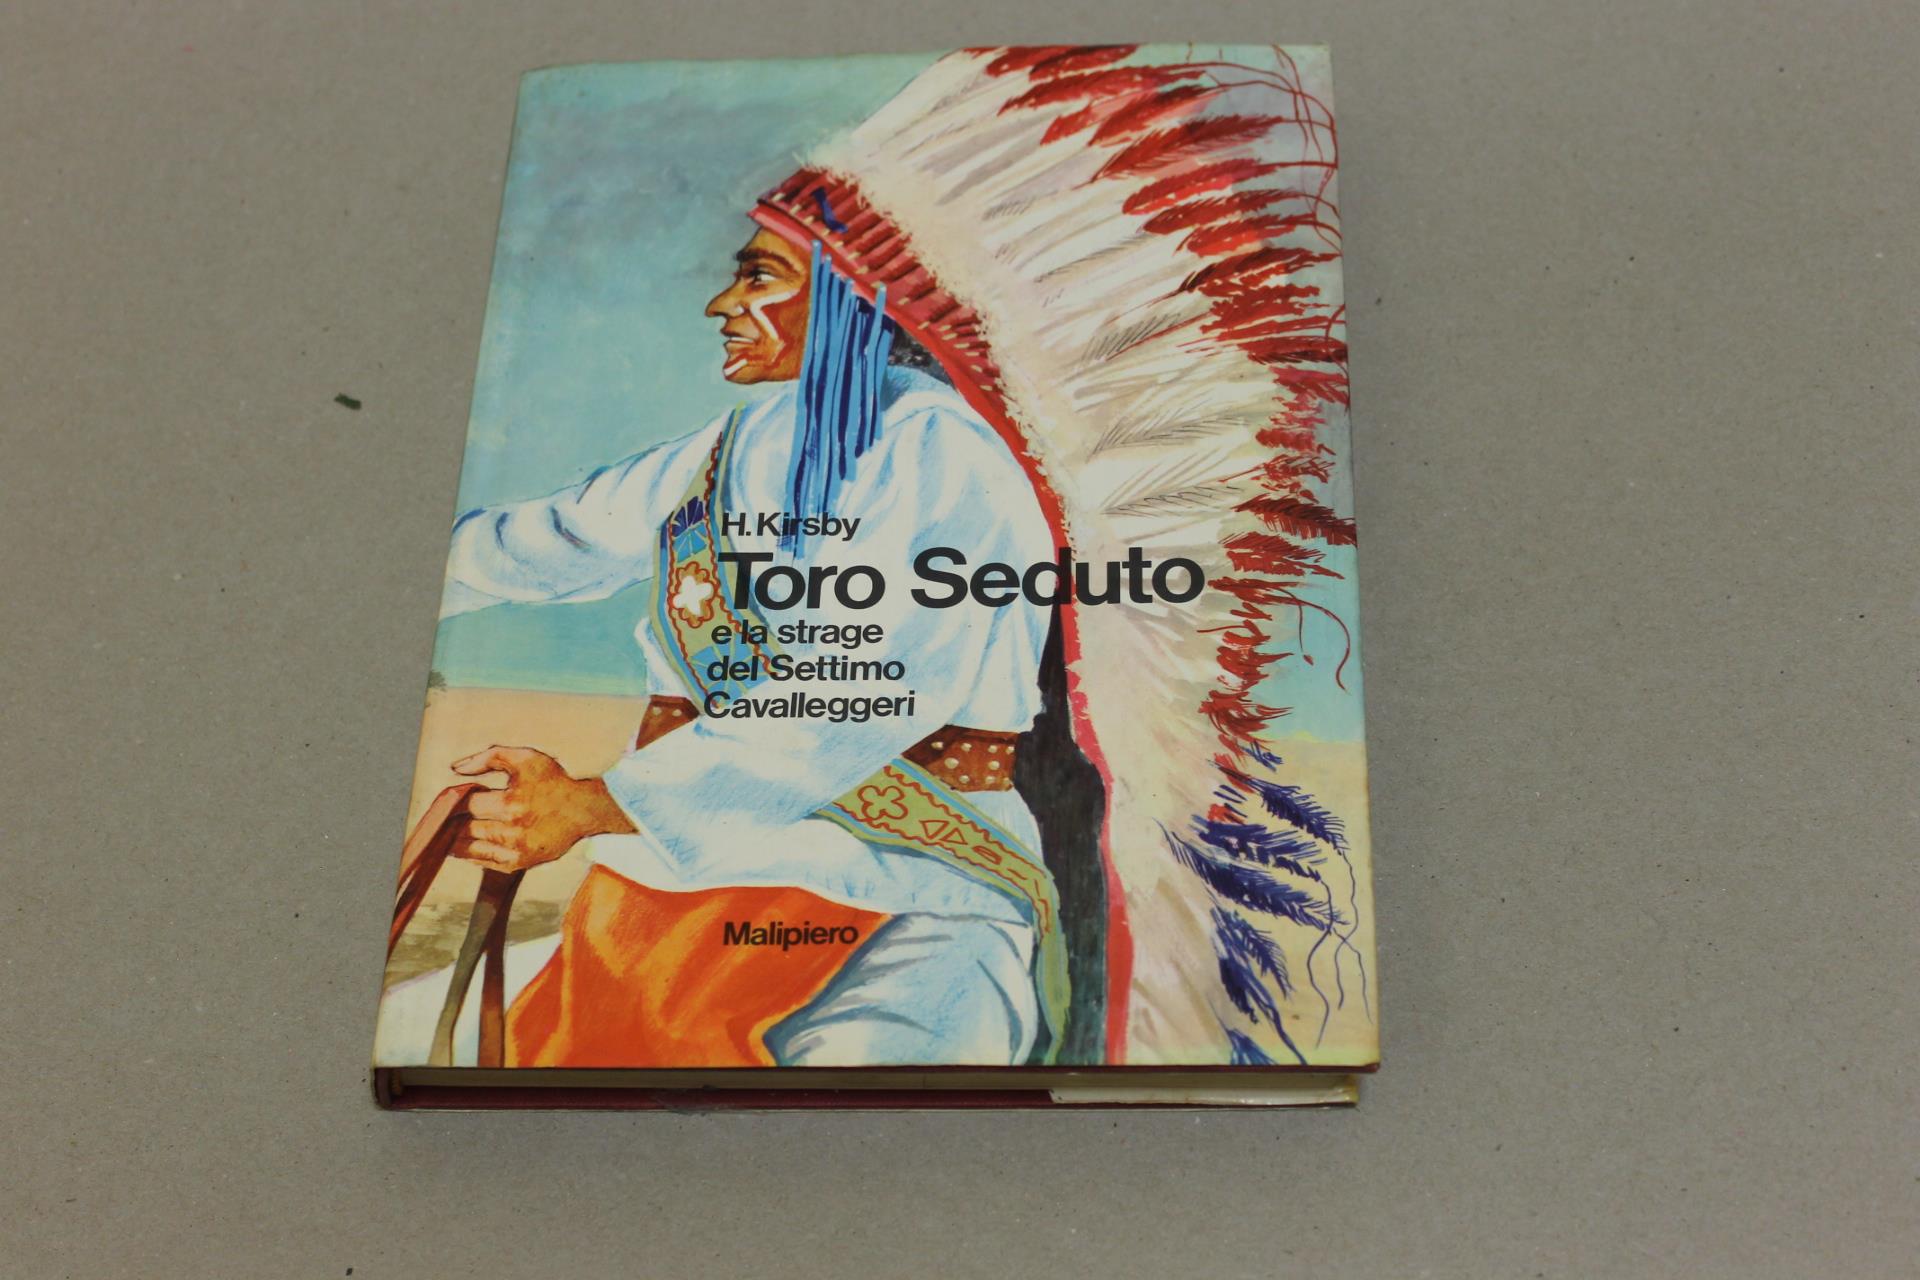 H. Kirsby
Toro Seduto
e la strage
del Settimo
Cavalleggeri
Malipiero